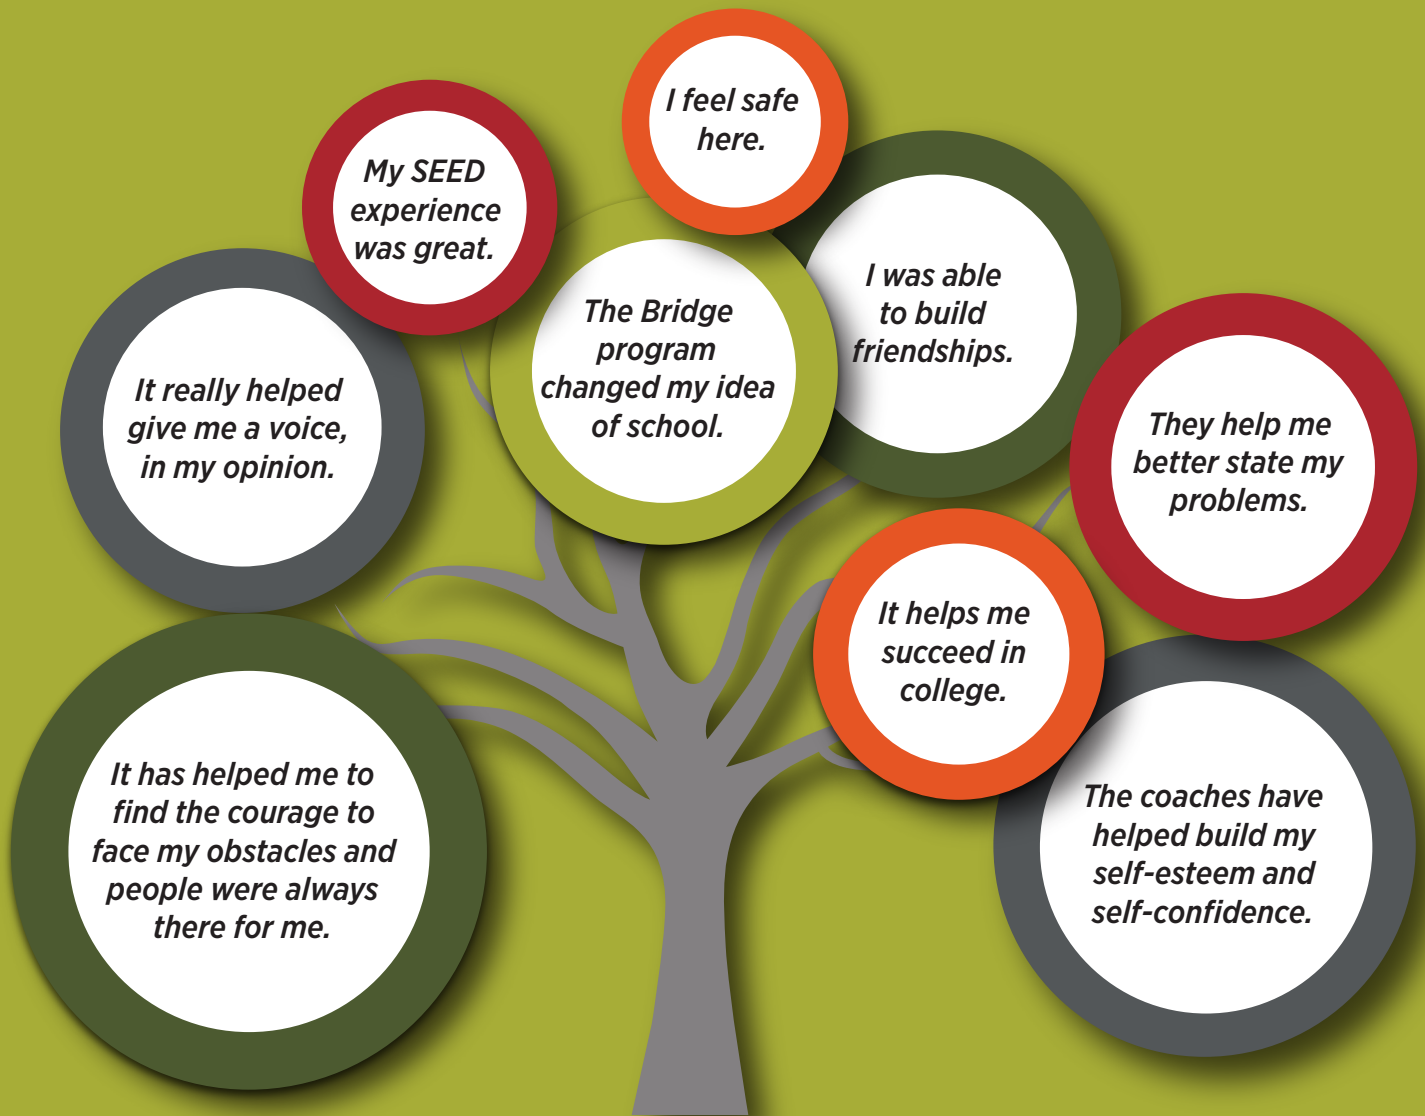 I feel safe
here.
My SEED
experience
was great.
The Bridge
program
changed my idea
of school.
I was able
to build
friendships.
It really helped
give me a voice,
in my opinion.
They help me
better state my
problems.
It helps me
succeed in
college.
It has helped me to
find the courage to
face my obstacles and
people were always
there for me.
The coaches have
helped build my
self-esteem and
self-confidence.